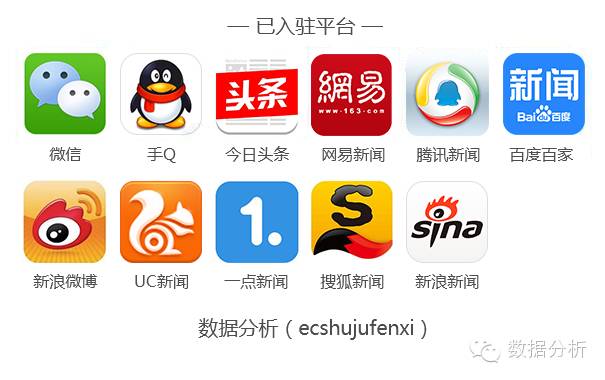 — 已入驻平台 —
头条
網易
www·163·com
新闻
Bai 百度
微信
手Q
今日头条
网易新闻
腾讯新闻
百度百家
1.
S
sina
新浪微博
UC新闻
一点新闻
搜狐新闻
新浪新闻
数据分析（ecshujufenxi）
数据分析